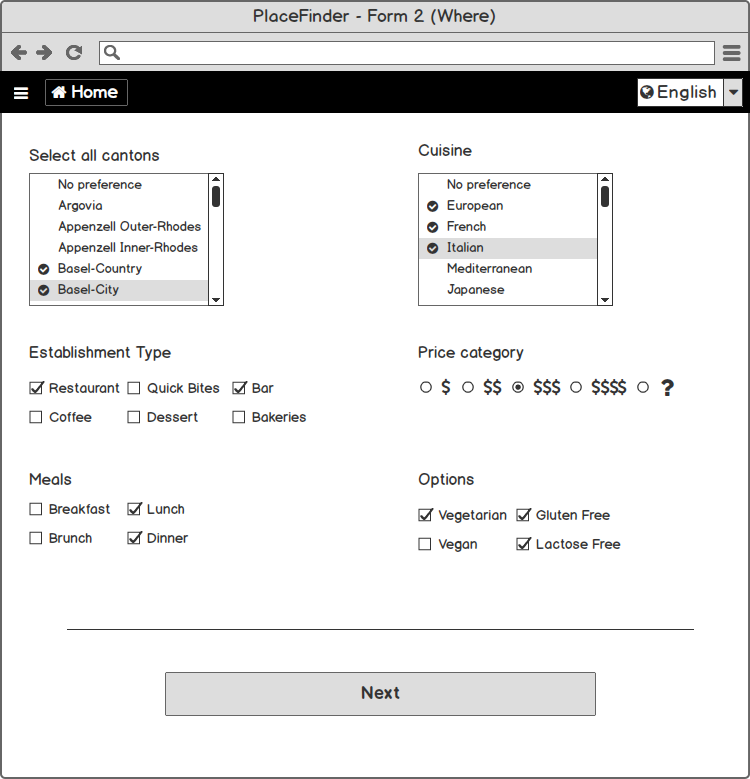 PlaceFinder - Form 2 (Where)
Home
English
Select all cantons
No preference
Argovia
Appenzell Outer-Rhodes
Appenzell Inner-Rhodes
Basel-Country
Basel-City
Cuisine
No preference
European
French
Italian
Mediterranean
Japanese
Establishment Type
Restaurant Quick Bites Bar
Coffee Dessert Bakeries
Price category
$ $$ $$$ $$$$ ?
Meals
Breakfast Lunch
Brunch Dinner
Options
Vegetarian Gluten Free
Vegan Lactose Free
Next